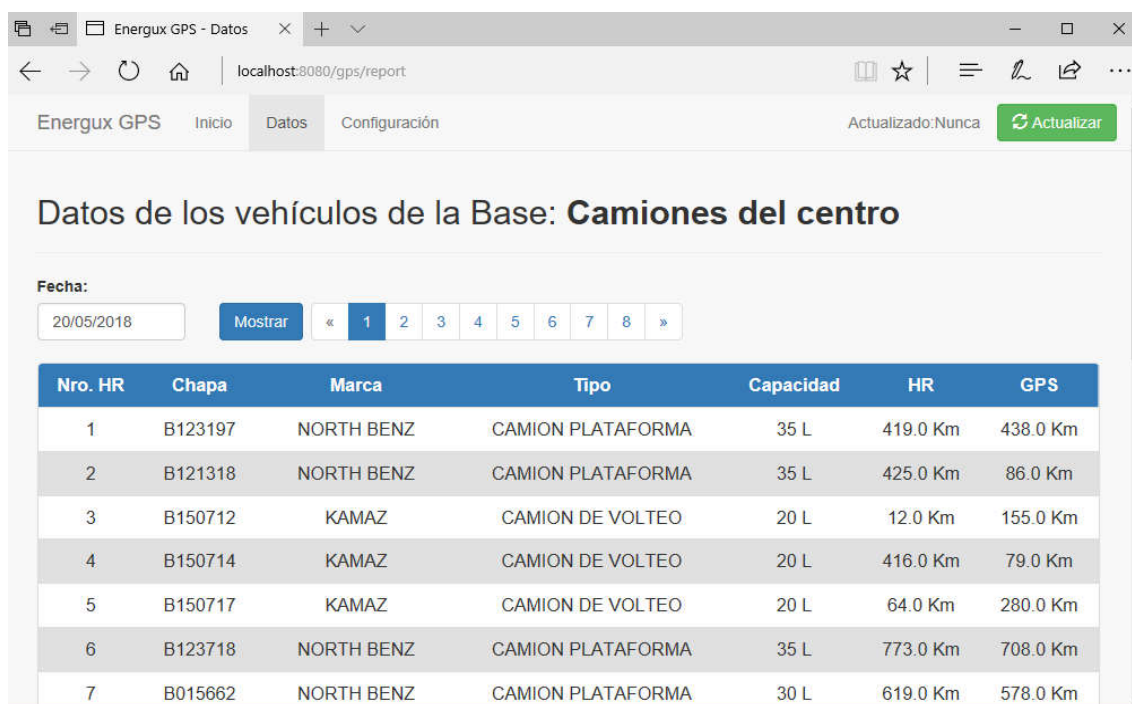 Energux GPS - Datos
localhost:8080/gps/report
Energux GPS Inicio Datos Configuración Actualizado:Nunca Actualizar
Datos de los vehículos de la Base: Camiones del centro
Fecha:
20/05/2018 Mostrar « 1 2 3 4 5 6 7 8 »
Nro. HR Chapa Marca Tipo Capacidad HR GPS
1 B123197 NORTH BENZ CAMION PLATAFORMA 35 L 419.0 Km 438.0 Km
2 B121318 NORTH BENZ CAMION PLATAFORMA 35 L 425.0 Km 86.0 Km
3 B150712 KAMAZ CAMION DE VOLTEO 20 L 12.0 Km 155.0 Km
4 B150714 KAMAZ CAMION DE VOLTEO 20 L 416.0 Km 79.0 Km
5 B150717 KAMAZ CAMION DE VOLTEO 20 L 64.0 Km 280.0 Km
6 B123718 NORTH BENZ CAMION PLATAFORMA 35 L 773.0 Km 708.0 Km
7 B015662 NORTH BENZ CAMION PLATAFORMA 30 L 619.0 Km 578.0 Km